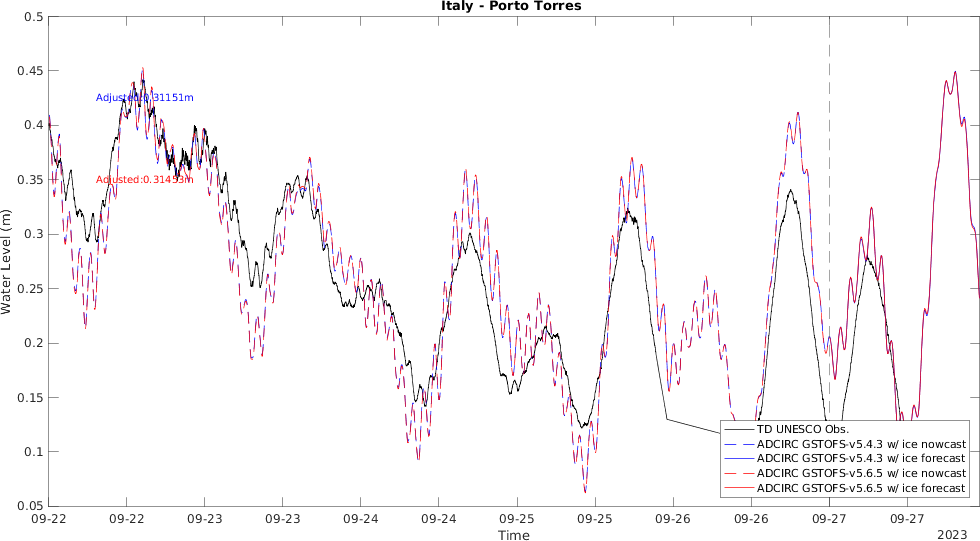 Italy - Porto Torres
0.5
0.45
0.4
0.35
0.3
0.25
0.2
0.15
0.1
0.05
Water Level (m)
Adjusted:0.31151m
Adjusted:0.31453m
TD UNESCO Obs.
ADCIRC GSTOFS-v5.4.3 w/ ice nowcast
ADCIRC GSTOFS-v5.4.3 w/ ice forecast
ADCIRC GSTOFS-v5.6.5 w/ ice nowcast
ADCIRC GSTOFS-v5.6.5 w/ ice forecast
09-22 09-22 09-23 09-23 09-24 09-24 09-25 09-25 09-26 09-26 09-27 09-27
Time
2023